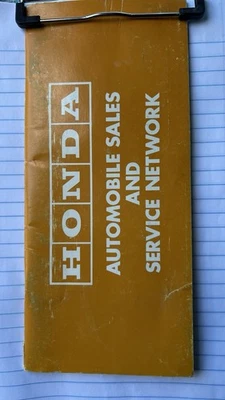 HONDA
AUTOMOBILE SALES
AND
SERVICE NETWORK